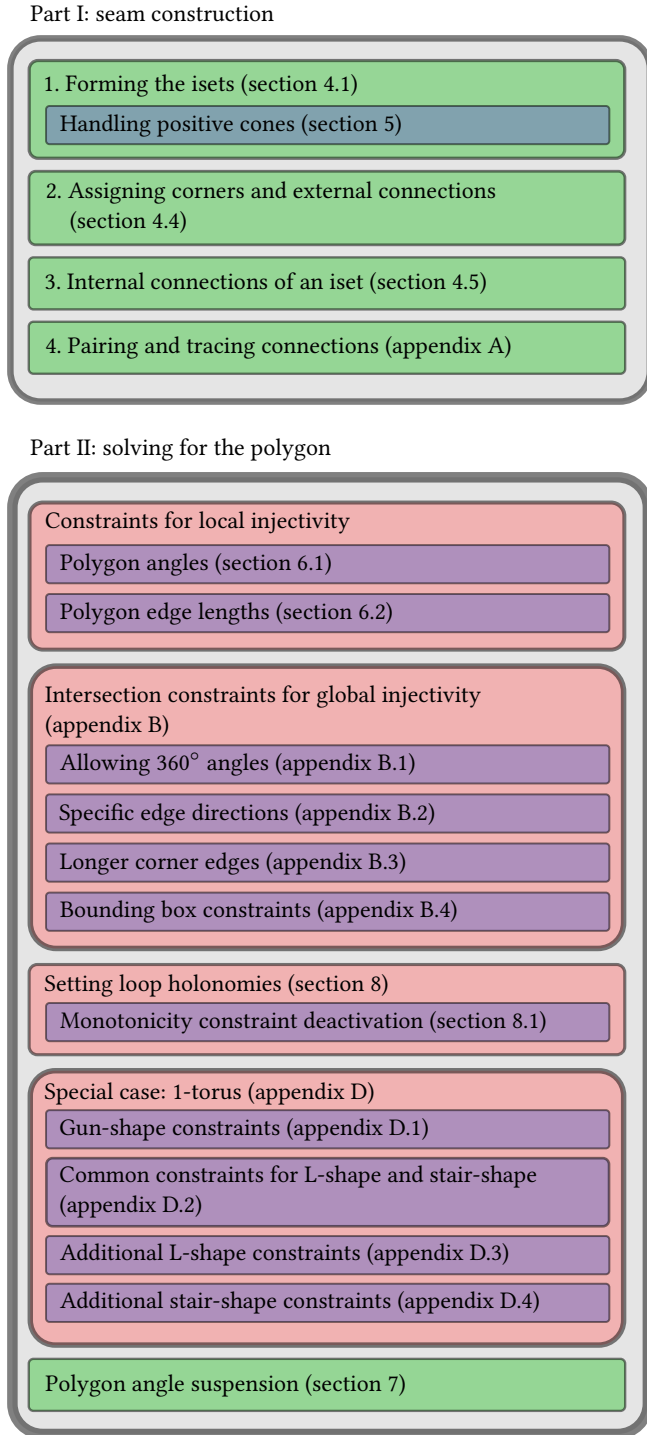 Part I: seam construction
1. Forming the isets (section 4.1)
Handling positive cones (section 5)
2. Assigning corners and external connections
(section 4.4)
3. Internal connections of an iset (section 4.5)
4. Pairing and tracing connections (appendix A)
Part II: solving for the polygon
Constraints for local injectivity
Polygon angles (section 6.1)
Polygon edge lengths (section 6.2)
Intersection constraints for global injectivity
(appendix B)
Allowing 360° angles (appendix B.1)
Specific edge directions (appendix B.2)
Longer corner edges (appendix B.3)
Bounding box constraints (appendix B.4)
Setting loop holonomies (section 8)
Monotonicity constraint deactivation (section 8.1)
Special case: 1-torus (appendix D)
Gun-shape constraints (appendix D.1)
Common constraints for L-shape and stair-shape
(appendix D.2)
Additional L-shape constraints (appendix D.3)
Additional stair-shape constraints (appendix D.4)
Polygon angle suspension (section 7)